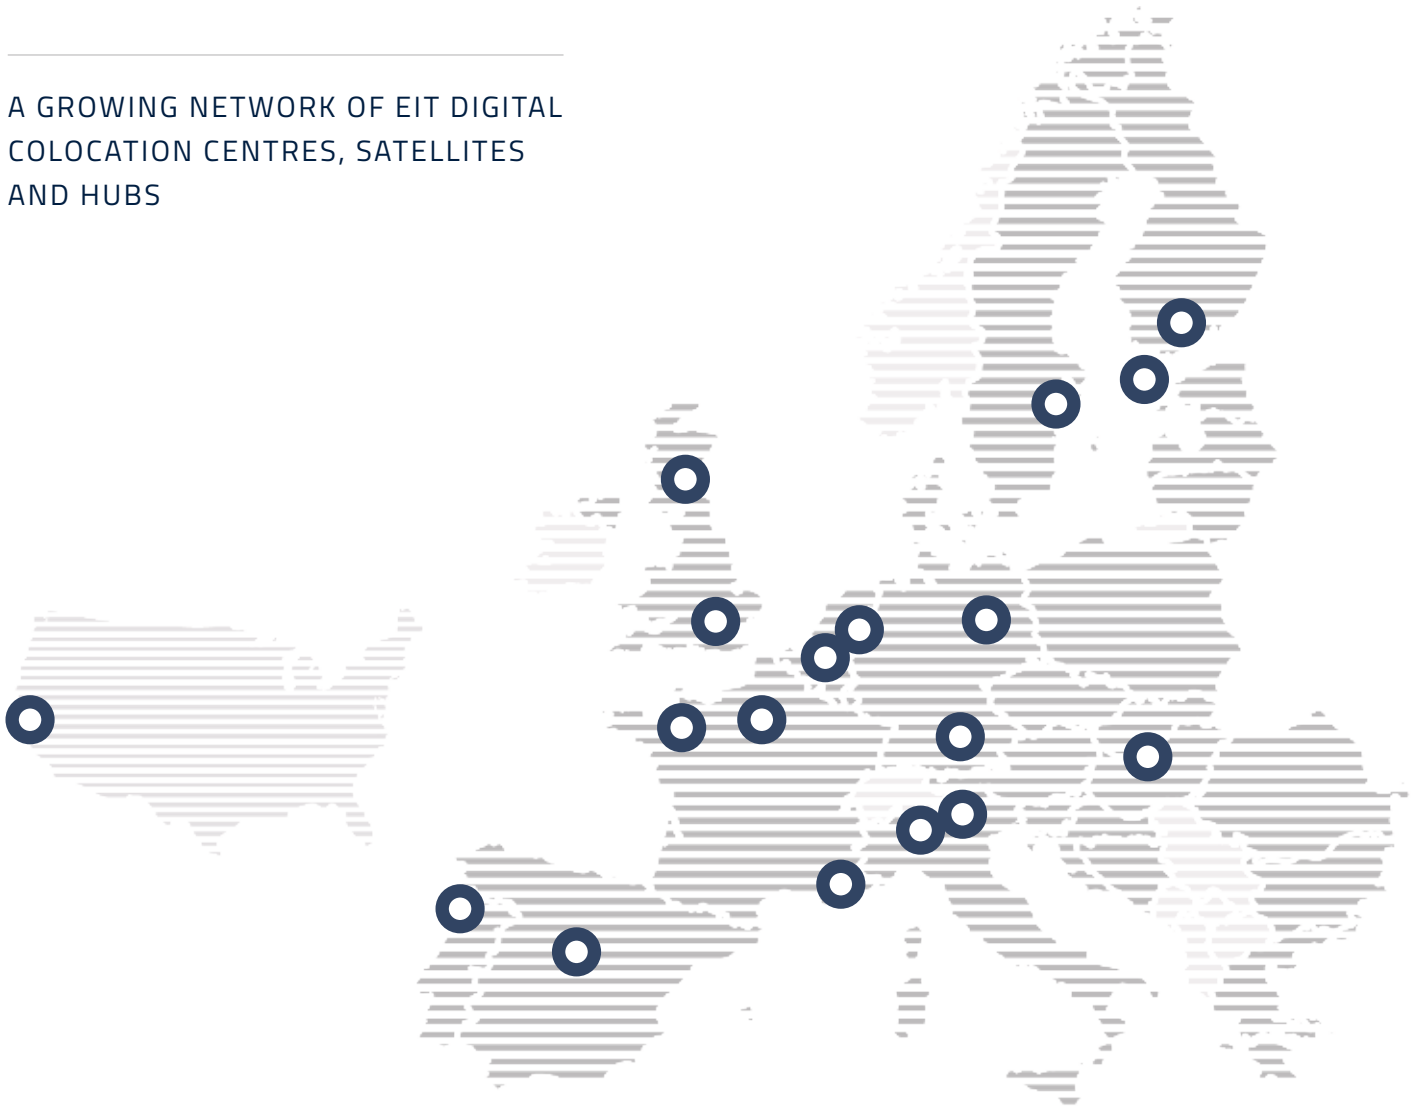 A GROWING NETWORK OF EIT DIGITAL
COLOCATION CENTRES, SATELLITES
AND HUBS